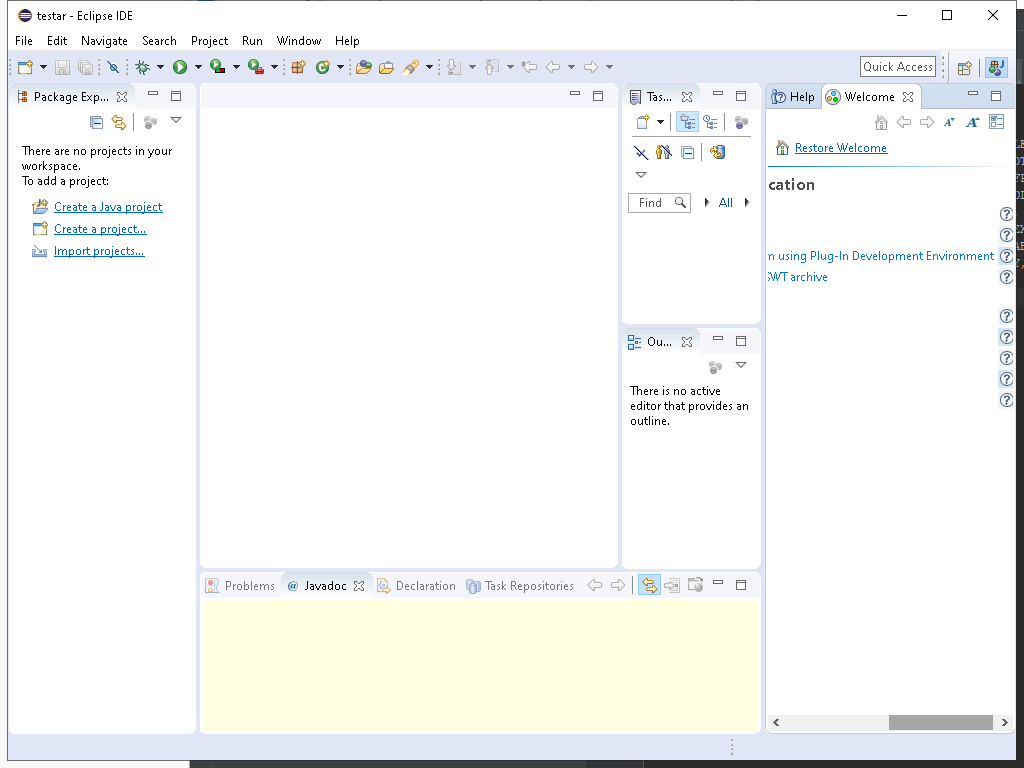 testar - Eclipse IDE
File Edit Navigate Search Project Run Window Help
Quick Access
Package Exp...
There are no projects in your
workspace.
To add a project:
Create a Java project
Create a project...
Import projects...
Tas...
Find
All
Ou...
There is no active
editor that provides an
outline.
Help
Welcome
Restore Welcome
cation
n using Plug-In Development Environment
SWT archive
Problems
@ Javadoc
Declaration
Task Repositories